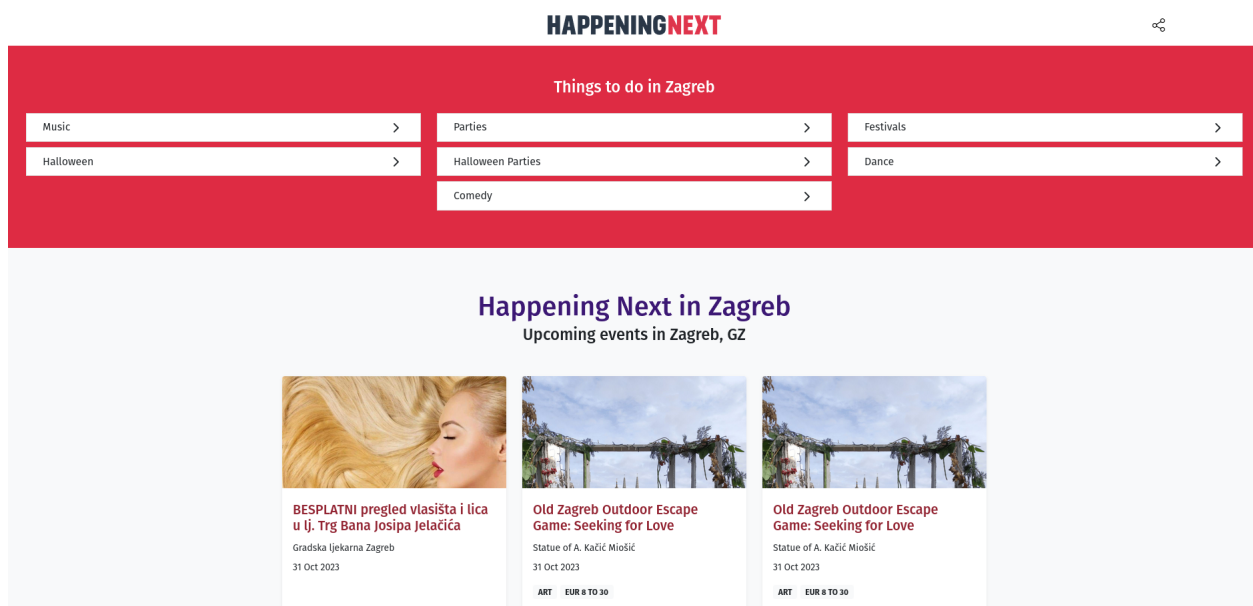 HAPPENINGNEXT
Things to do in Zagreb
Music
Parties
Festivals
Halloween
Halloween Parties
Dance
Comedy
Happening Next in Zagreb
Upcoming events in Zagreb, GZ
BESPLATNI pregled vlasišta i lica
u lj. Trg Bana Josipa Jelačića
Gradska ljekarna Zagreb
31 Oct 2023
Old Zagreb Outdoor Escape
Game: Seeking for Love
Statue of A. Kačić Miošić
31 Oct 2023
ART EUR 8 TO 30
Old Zagreb Outdoor Escape
Game: Seeking for Love
Statue of A. Kačić Miošić
31 Oct 2023
ART EUR 8 TO 30